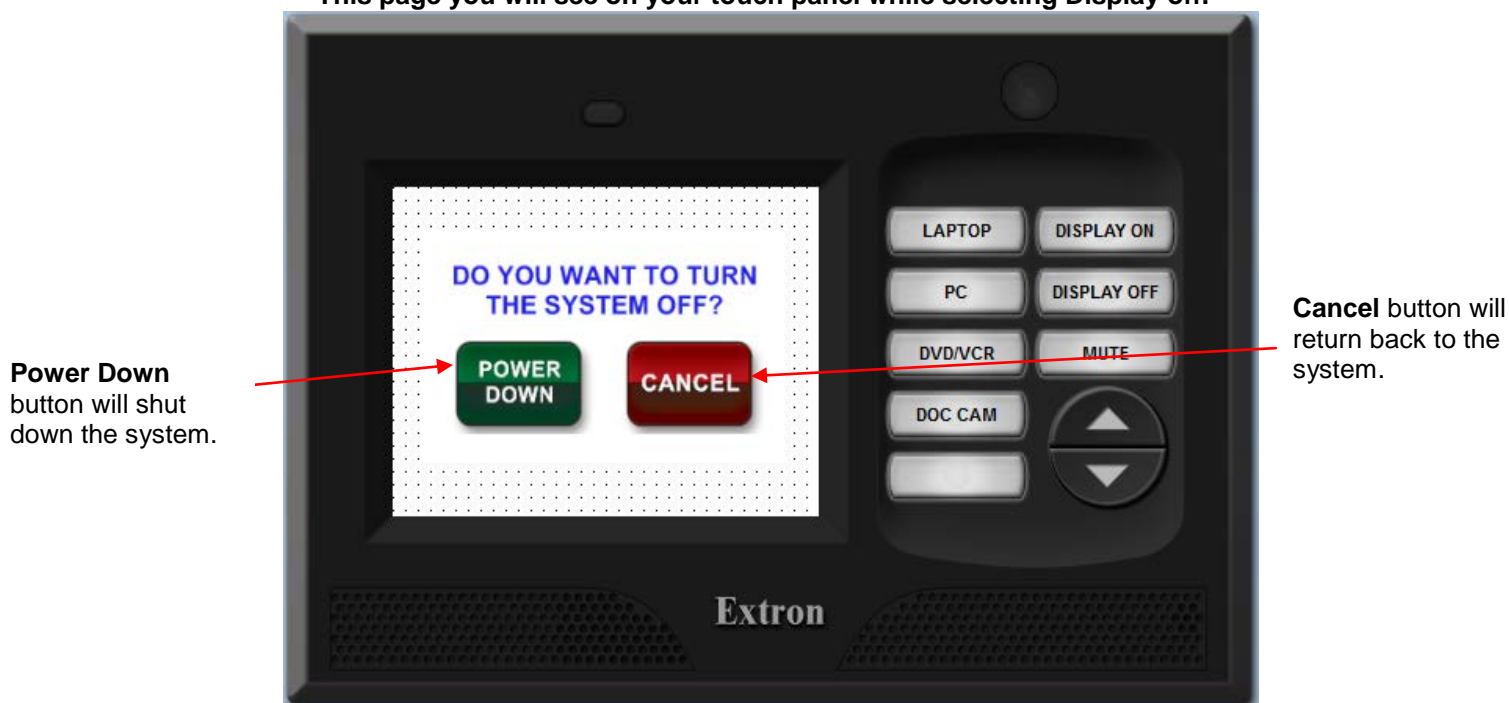 This page you will see on your touch panel while selecting Display off.
DO YOU WANT TO TURN
THE SYSTEM OFF?
POWER
DOWN
CANCEL
LAPTOP
DISPLAY ON
PC
DISPLAY OFF
DVD/VCR
MUTE
DOC CAM
Extron
Power Down
button will shut
down the system.
Cancel button will
return back to the
system.